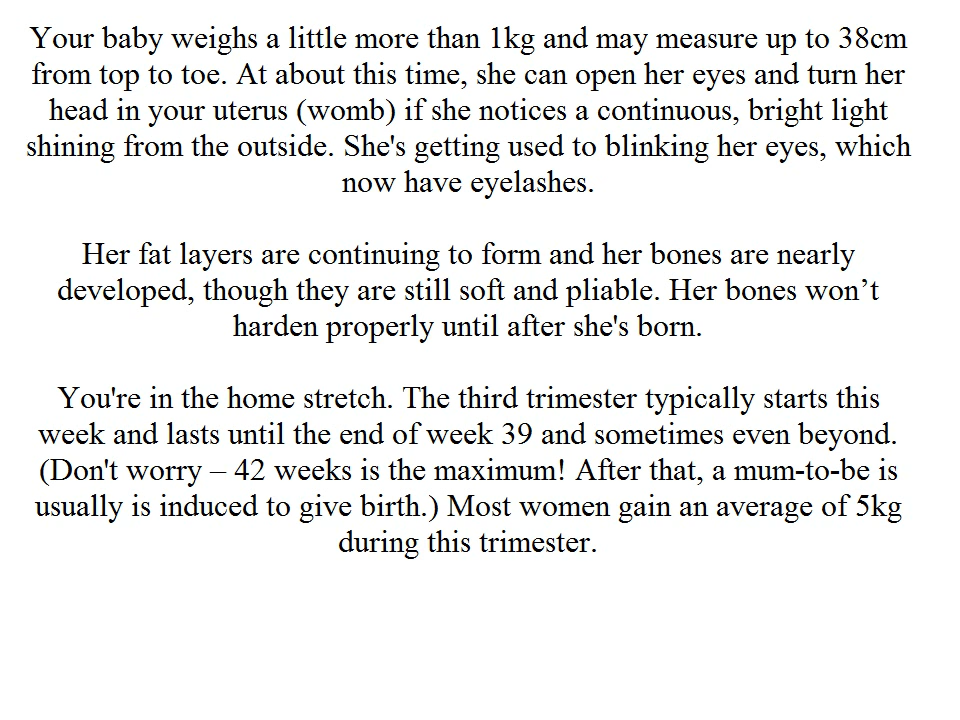 Your baby weighs a little more than 1kg and may measure up to 38cm
from top to toe. At about this time, she can open her eyes and turn her
head in your uterus (womb) if she notices a continuous, bright light
shining from the outside. She's getting used to blinking her eyes, which
now have eyelashes.
Her fat layers are continuing to form and her bones are nearly
developed, though they are still soft and pliable. Her bones won’t
harden properly until after she's born.
You're in the home stretch. The third trimester typically starts this
week and lasts until the end of week 39 and sometimes even beyond.
(Don't worry – 42 weeks is the maximum! After that, a mum-to-be is
usually is induced to give birth.) Most women gain an average of 5kg
during this trimester.